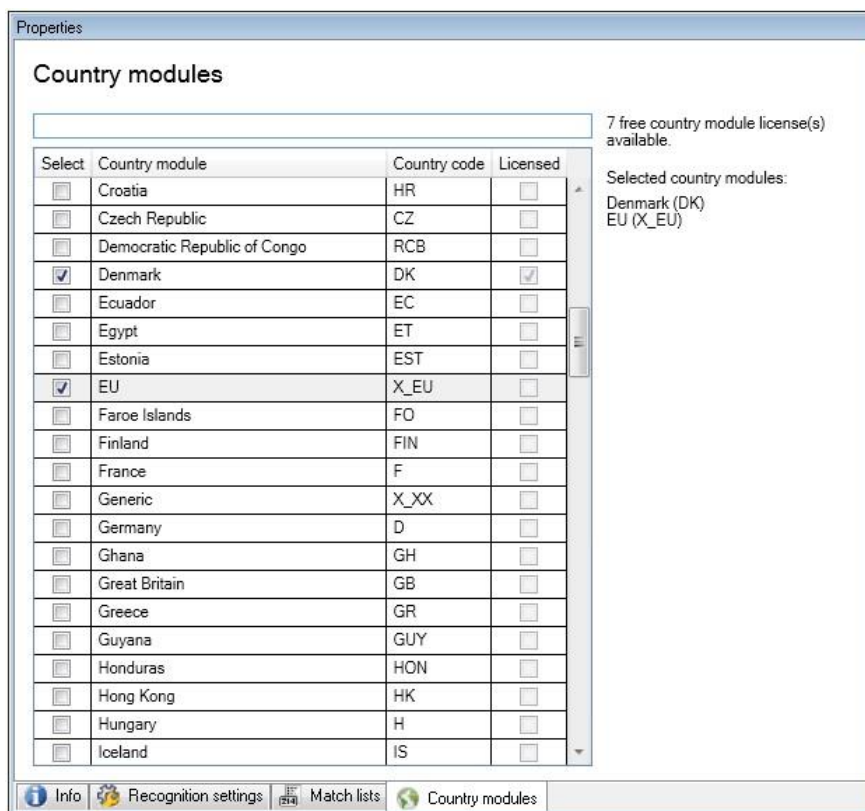 Properties
Country modules
7 free country module license(s)
available.
Selected country modules:
Denmark (DK)
EU (X_EU)
Select Country module Country code Licensed
Croatia HR
Czech Republic CZ
Democratic Republic of Congo RCB
Denmark DK
Ecuador EC
Egypt ET
Estonia EST
EU X_EU
Faroe Islands FO
Finland FIN
France F
Generic X_XX
Germany D
Ghana GH
Great Britain GB
Greece GR
Guyana GUY
Honduras HON
Hong Kong HK
Hungary H
Iceland IS
Info Recognition settings Match lists Country modules